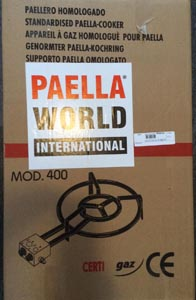 PAELLERO HOMOLOGADO
STANDARDISED PAELLA-COOKER
APPAREIL À GAZ HOMOLOGUÉ POUR PAELLA
GENORMTER PAELLA-KOCHRING
SUPPORTO PAELLA OMOLOGATO
PAELLA
WORLD
INTERNATIONAL
MOD. 400
CERTI
gaz
CE